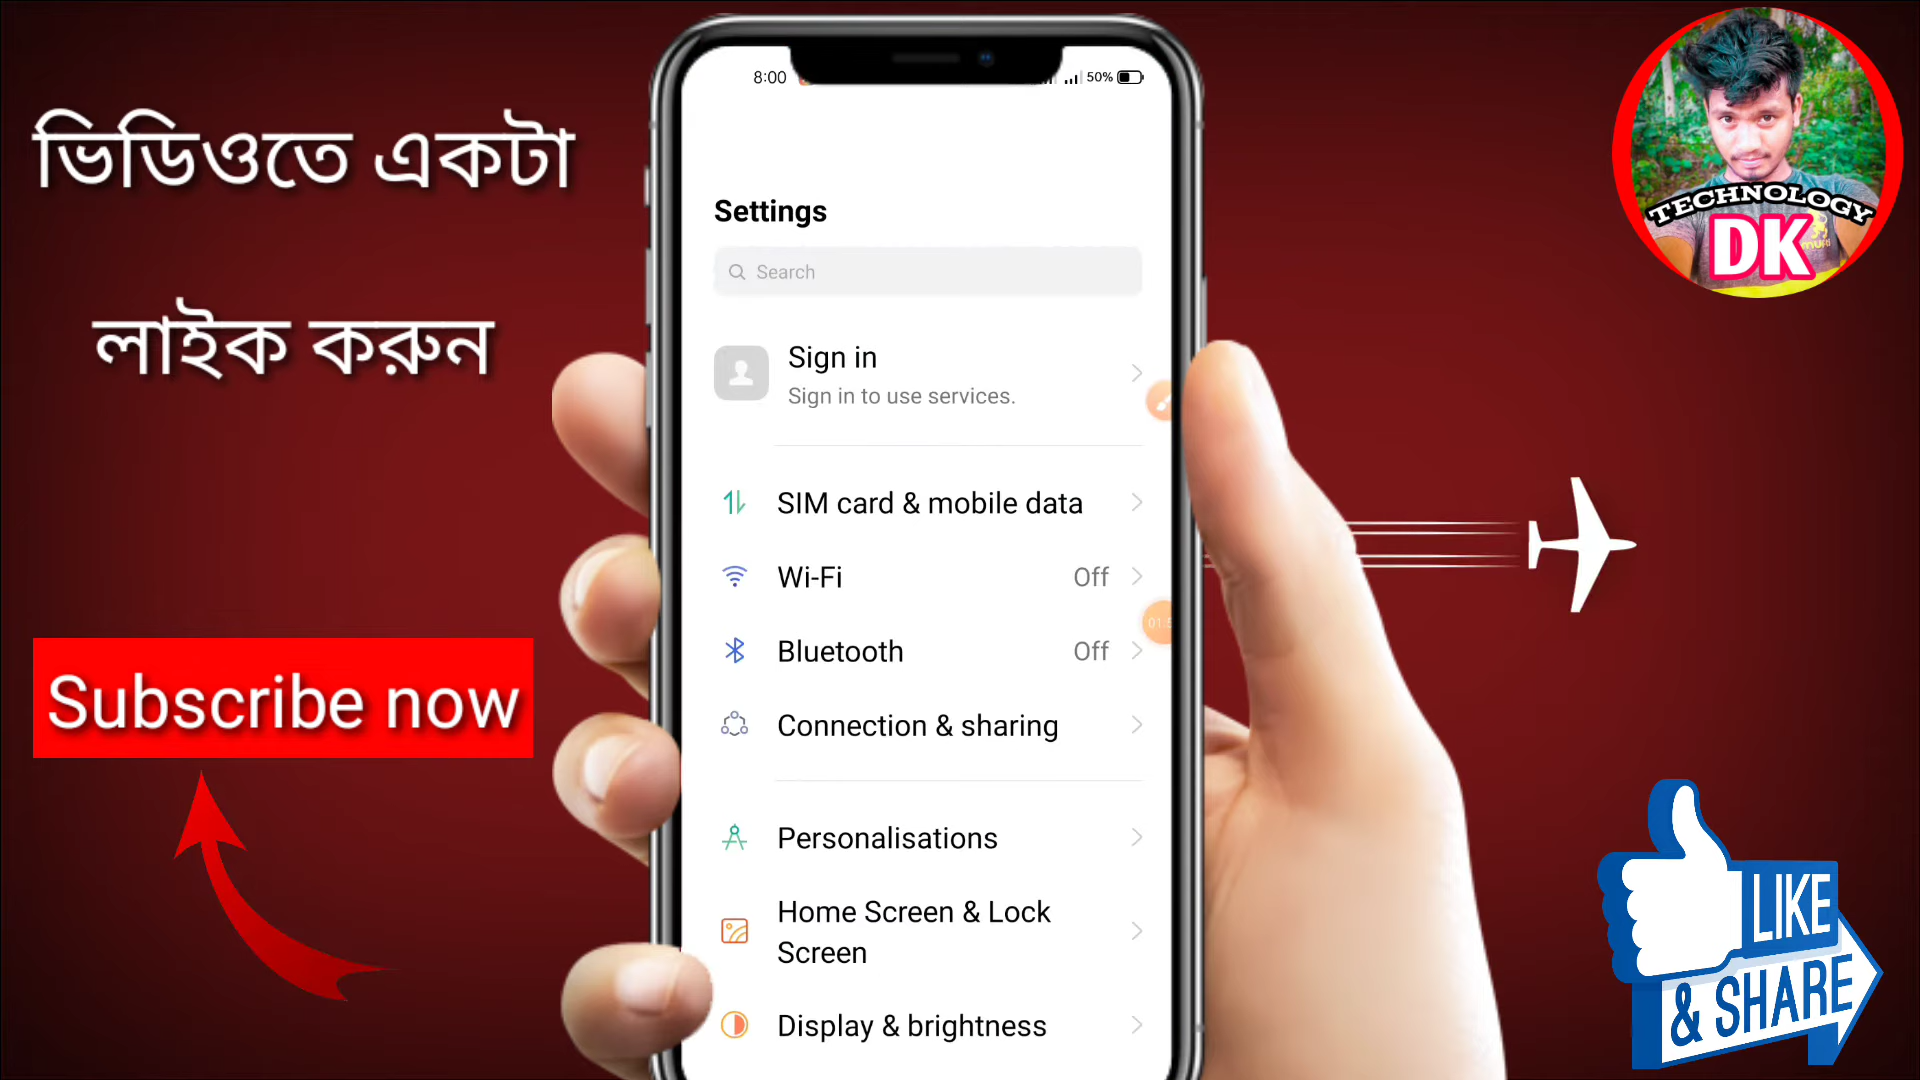 ভিডিওতে একটা
লাইক করুন
Subscribe now
8:00
50%
Settings
Search
Sign in
Sign in to use services.
SIM card & mobile data
Wi-Fi Off
Bluetooth Off
Connection & sharing
Personalisations
Home Screen & Lock
Screen
Display & brightness
TECHNOLOGY
DK
LIKE
& SHARE